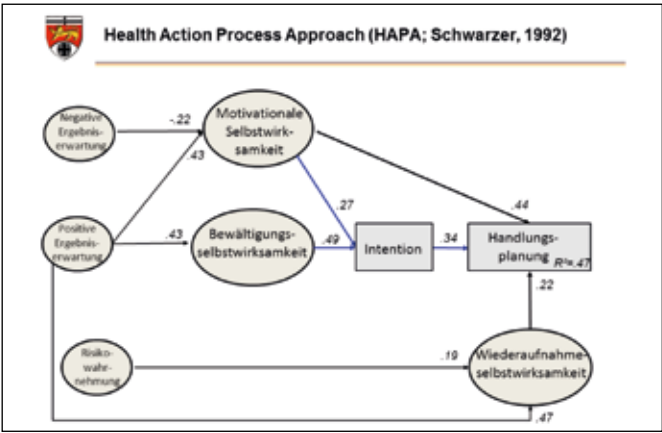 Health Action Process Approach (HAPA; Schwarzer, 1992)
Negative
Ergebnis-
erwartung
-.22
Motivationale
Selbstwirk-
samkeit
.43
.27
.44
Positive
Ergebnis-
erwartung
.43
Bewältigungs-
selbstwirksamkeit
.49
Intention
.34
Handlungs-
planung R²=.47
.22
Risiko-
wahr-
nehmung
.19
Wiederaufnahme-
selbstwirksamkeit
.47